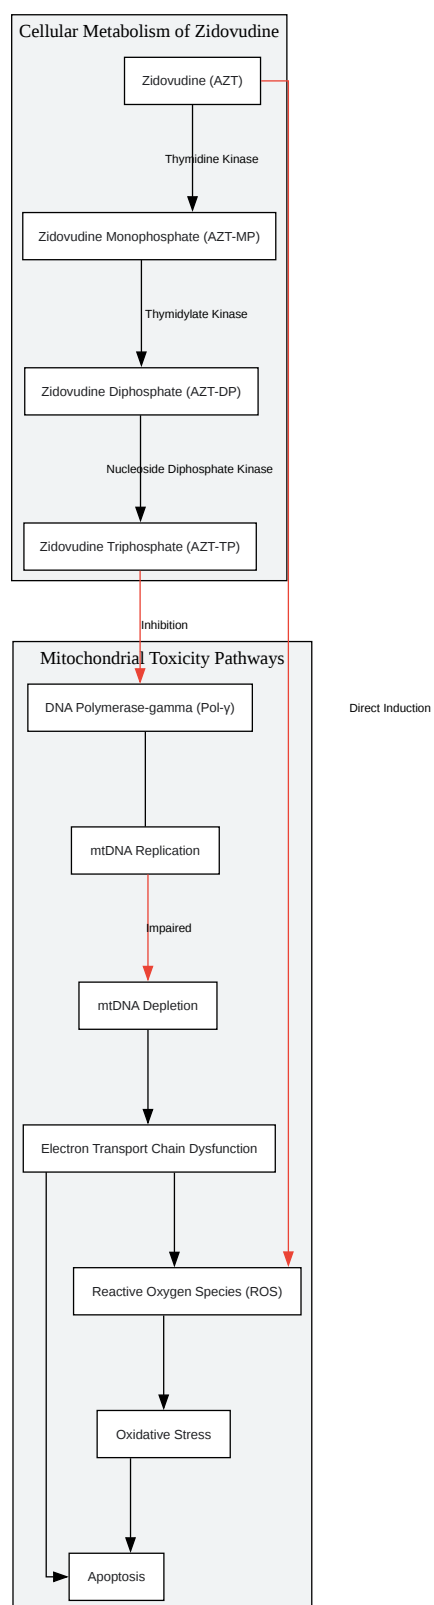 Cellular Metabolism of Zidovudine
Zidovudine (AZT)
Thymidine Kinase
Zidovudine Monophosphate (AZT-MP)
Thymidylate Kinase
Zidovudine Diphosphate (AZT-DP)
Nucleoside Diphosphate Kinase
Zidovudine Triphosphate (AZT-TP)
Inhibition
Mitochondrial Toxicity Pathways
DNA Polymerase-gamma (Pol-γ)
Direct Induction
mtDNA Replication
Impaired
mtDNA Depletion
Electron Transport Chain Dysfunction
Reactive Oxygen Species (ROS)
Oxidative Stress
Apoptosis